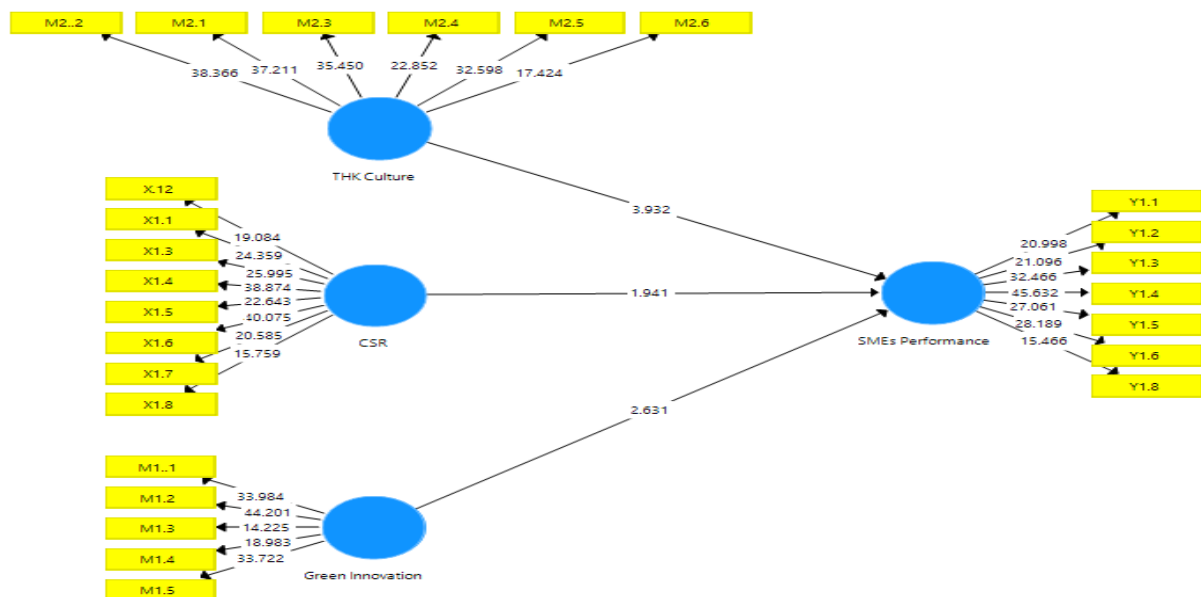 M2..2
M2.1
M2.3
M2.4
M2.5
M2.6
38.366
37.211
35.450
22.852
32.598
17.424
THK Culture
X.12
X1.1
X1.3
X1.4
X1.5
X1.6
X1.7
X1.8
19.084
24.359
25.995
38.874
22.643
40.075
20.585
15.759
CSR
M1..1
M1.2
M1.3
M1.4
M1.5
33.984
44.201
14.225
18.983
33.722
Green Innovation
3.932
1.941
2.631
SMEs Performance
20.998
21.096
32.466
45.632
27.061
28.189
15.466
Y1.1
Y1.2
Y1.3
Y1.4
Y1.5
Y1.6
Y1.8